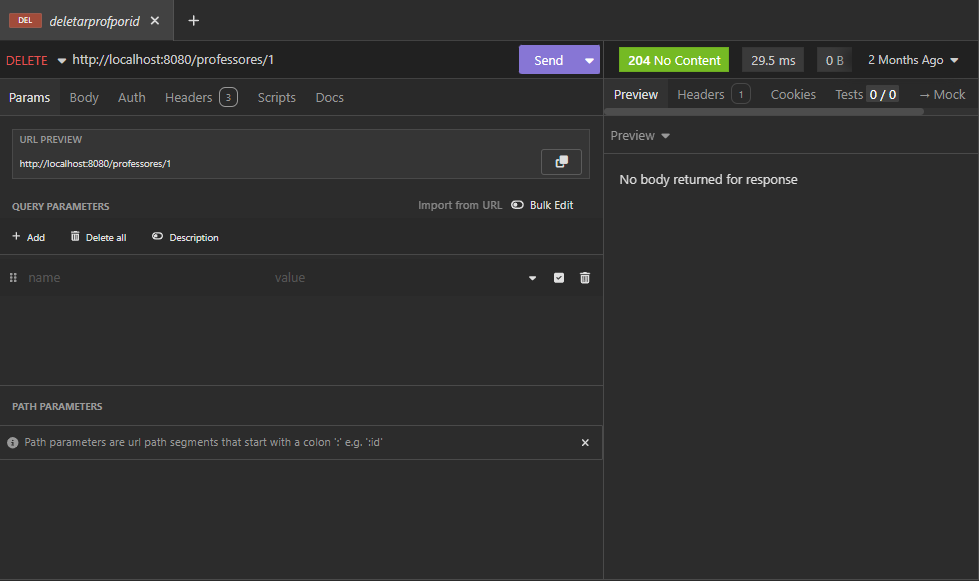 DEL deletarprofporid
DELETE http://localhost:8080/professores/1 Send
204 No Content 29.5 ms 0 B 2 Months Ago
Params Body Auth Headers 3 Scripts Docs
Preview Headers 1 Cookies Tests 0 / 0 → Mock
URL PREVIEW
http://localhost:8080/professores/1
Preview
No body returned for response
QUERY PARAMETERS Import from URL Bulk Edit
+ Add Delete all Description
name value
PATH PARAMETERS
Path parameters are url path segments that start with a colon ':' e.g. ':id'